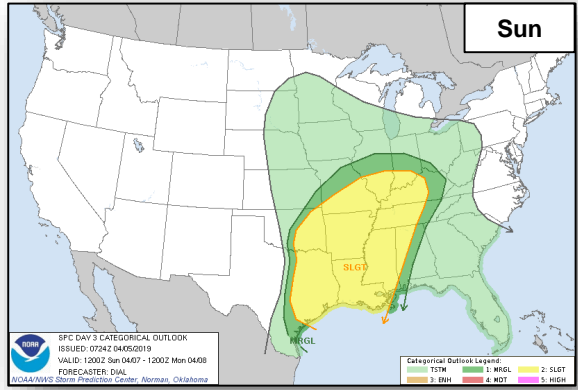 Sun
SLGT
MRGL
NOAA
SPC DAY 3 CATEGORICAL OUTLOOK
ISSUED: 0724Z 04/05/2019
VALID: 1200Z Sun 04/07 - 1200Z Mon 04/08
FORECASTER: DIAL
NOAA/NWS Storm Prediction Center, Norman, Oklahoma
Categorical Outlook Legend:
TSTM 1: MRGL 2: SLGT
3: ENH 4: MDT 5: HIGH